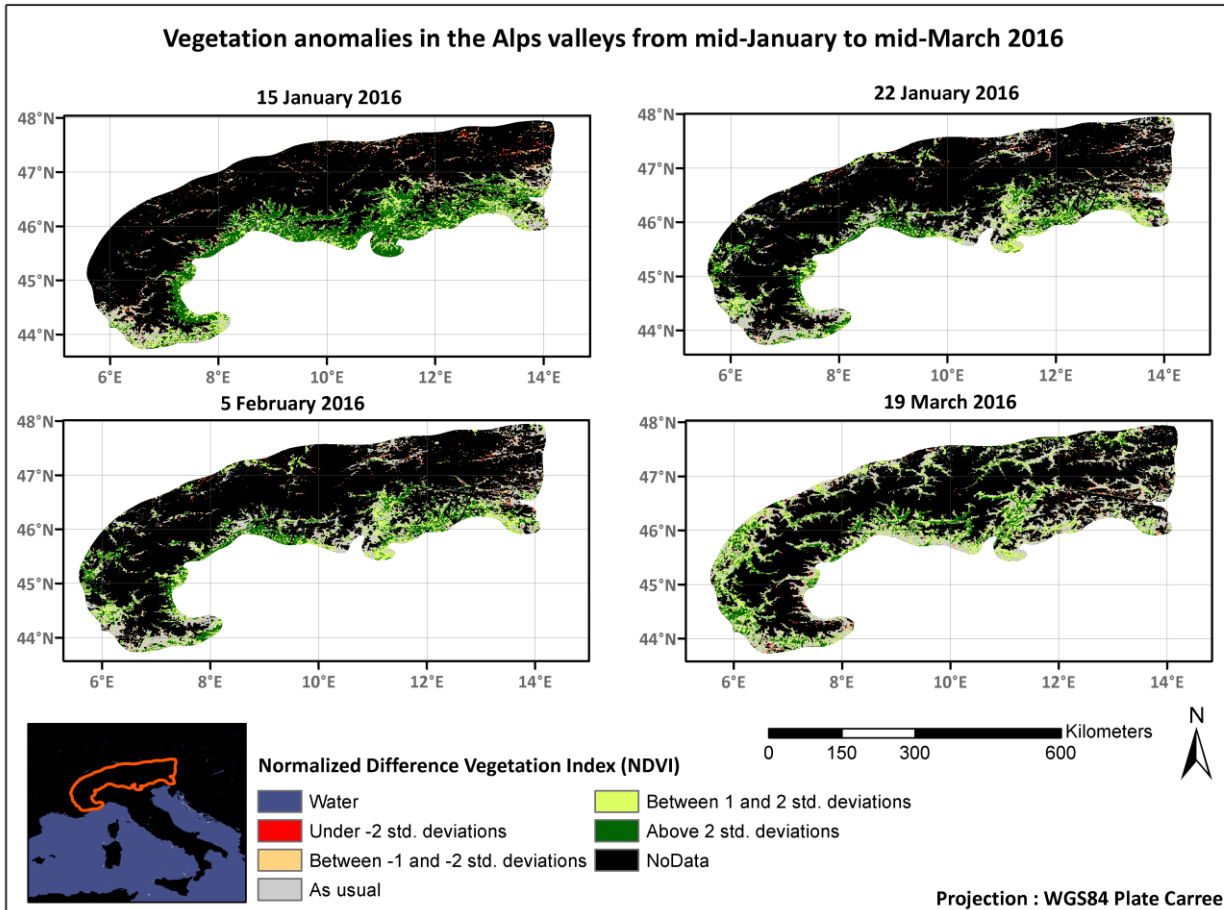 Vegetation anomalies in the Alps valleys from mid-January to mid-March 2016
15 January 2016
48°N
47°N
46°N
45°N
44°N
6°E 8°E 10°E 12°E 14°E
22 January 2016
48°N
47°N
46°N
45°N
44°N
6°E 8°E 10°E 12°E 14°E
5 February 2016
48°N
47°N
46°N
45°N
44°N
6°E 8°E 10°E 12°E 14°E
19 March 2016
48°N
47°N
46°N
45°N
44°N
6°E 8°E 10°E 12°E 14°E
Kilometers
0 150 300 600
N
Normalized Difference Vegetation Index (NDVI)
Water
Under -2 std. deviations
Between -1 and -2 std. deviations
As usual
Between 1 and 2 std. deviations
Above 2 std. deviations
NoData
Projection : WGS84 Plate Carree